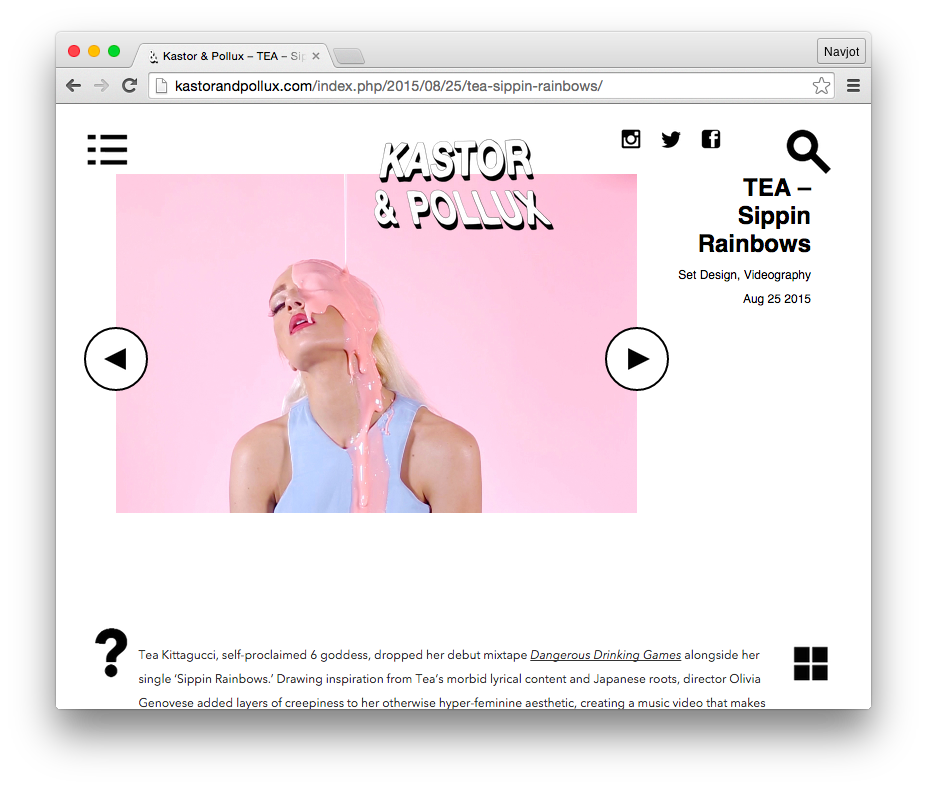 Kastor & Pollux – TEA – Sip
Navjot
kastorandpollux.com/index.php/2015/08/25/tea-sippin-rainbows/
KASTOR
& POLLUX
TEA –
Sippin
Rainbows
Set Design, Videography
Aug 25 2015
?
Tea Kittagucci, self-proclaimed 6 goddess, dropped her debut mixtape Dangerous Drinking Games alongside her
single ‘Sippin Rainbows.’ Drawing inspiration from Tea’s morbid lyrical content and Japanese roots, director Olivia
Genovese added layers of creepiness to her otherwise hyper-feminine aesthetic, creating a music video that makes